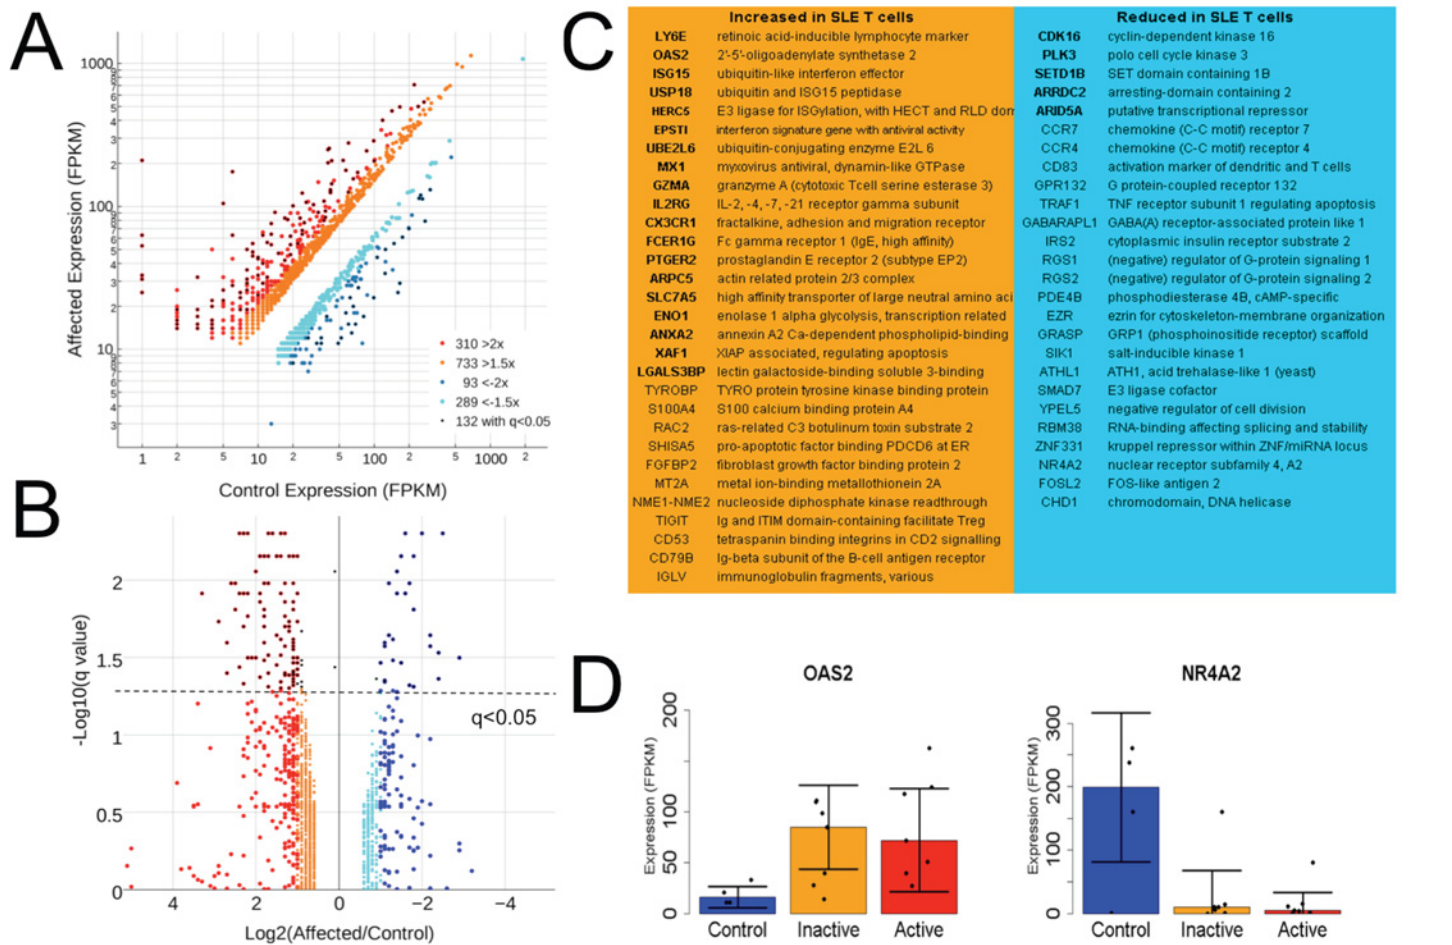 A
Affected Expression (FPKM)
1000
100
10
310 >2x
733 >1.5x
93 <-2x
289 <-1.5x
132 with q<0.05
1 2 5 10 2 5 100 2 5 1000 2
Control Expression (FPKM)
B
-Log10(q value)
2
1.5
1
0.5
0
q<0.05
4 2 0 −2 −4
Log2(Affected/Control)
C
Increased in SLE T cells
LY6E retinoic acid-inducible lymphocyte marker
OAS2 2'-5'-oligoadenylate synthetase 2
ISG15 ubiquitin-like interferon effector
USP18 ubiquitin and ISG15 peptidase
HERC5 E3 ligase for ISGylation, with HECT and RLD dom
EPSTI interferon signature gene with antiviral activity
UBE2L6 ubiquitin-conjugating enzyme E2L 6
MX1 myxovirus antiviral, dynamin-like GTPase
GZMA granzyme A (cytotoxic Tcell serine esterase 3)
IL2RG IL-2, -4, -7, -21 receptor gamma subunit
CX3CR1 fractalkine, adhesion and migration receptor
FCER1G Fc gamma receptor 1 (IgE, high affinity)
PTGER2 prostaglandin E receptor 2 (subtype EP2)
ARPC5 actin related protein 2/3 complex
SLC7A5 high affinity transporter of large neutral amino aci
ENO1 enolase 1 alpha glycolysis, transcription related
ANXA2 annexin A2 Ca-dependent phospholipid-binding
XAF1 XIAP associated, regulating apoptosis
LGALS3BP lectin galactoside-binding soluble 3-binding
TYROBP TYRO protein tyrosine kinase binding protein
S100A4 S100 calcium binding protein A4
RAC2 ras-related C3 botulinum toxin substrate 2
SHISA5 pro-apoptotic factor binding PDCD6 at ER
FGFBP2 fibroblast growth factor binding protein 2
MT2A metal ion-binding metallothionein 2A
NME1-NME2 nucleoside diphosphate kinase readthrough
TIGIT Ig and ITIM domain-containing facilitate Treg
CD53 tetraspanin binding integrins in CD2 signalling
CD79B Ig-beta subunit of the B-cell antigen receptor
IGLV immunoglobulin fragments, various
Reduced in SLE T cells
CDK16 cyclin-dependent kinase 16
PLK3 polo cell cycle kinase 3
SETD1B SET domain containing 1B
ARRDC2 arresting-domain containing 2
ARID5A putative transcriptional repressor
CCR7 chemokine (C-C motif) receptor 7
CCR4 chemokine (C-C motif) receptor 4
CD83 activation marker of dendritic and T cells
GPR132 G protein-coupled receptor 132
TRAF1 TNF receptor subunit 1 regulating apoptosis
GABARAPL1 GABA(A) receptor-associated protein like 1
IRS2 cytoplasmic insulin receptor substrate 2
RGS1 (negative) regulator of G-protein signaling 1
RGS2 (negative) regulator of G-protein signaling 2
PDE4B phosphodiesterase 4B, cAMP-specific
EZR ezrin for cytoskeleton-membrane organization
GRASP GRP1 (phosphoinositide receptor) scaffold
SIK1 salt-inducible kinase 1
ATHL1 ATH1, acid trehalase-like 1 (yeast)
SMAD7 E3 ligase cofactor
YPEL5 negative regulator of cell division
RBM38 RNA-binding affecting splicing and stability
ZNF331 kruppel repressor within ZNF/miRNA locus
NR4A2 nuclear receptor subfamily 4, A2
FOSL2 FOS-like antigen 2
CHD1 chromodomain, DNA helicase
D
OAS2
Expression (FPKM)
200
100
50
0
Control Inactive Active
NR4A2
Expression (FPKM)
300
200
100
0
Control Inactive Active